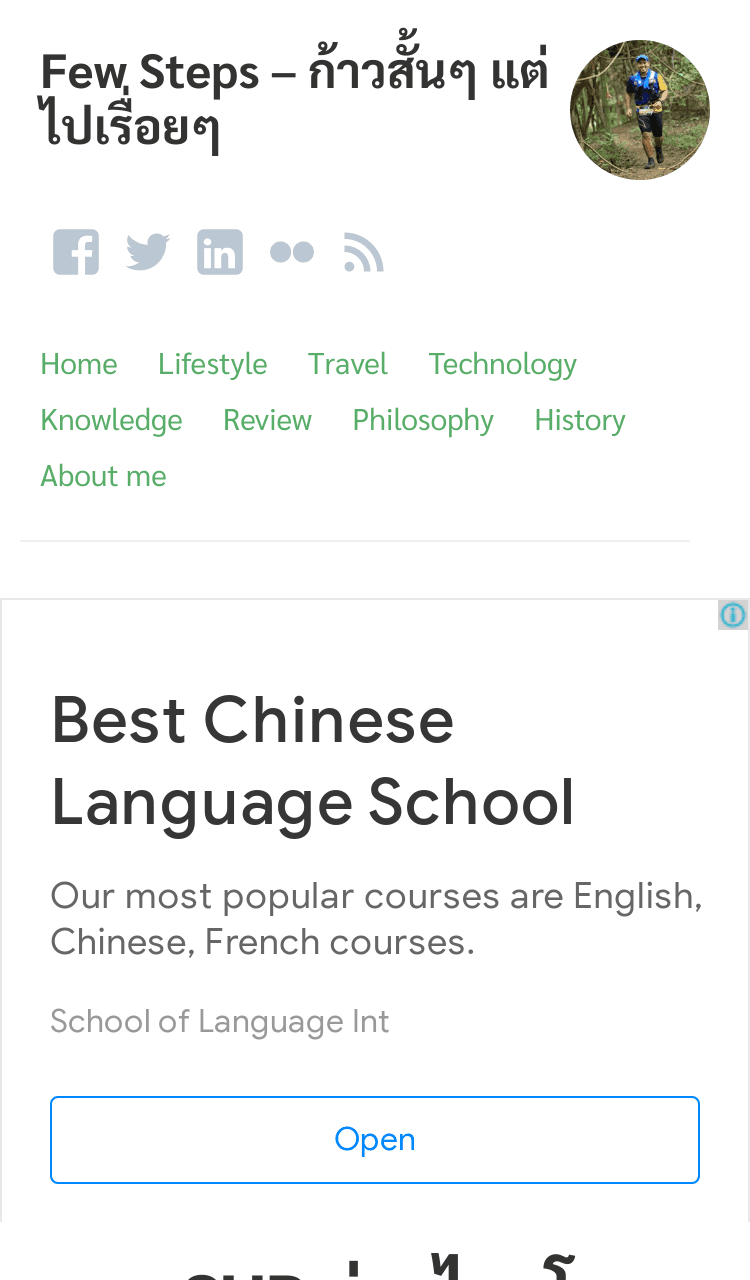 Few Steps – ก้าวสั้นๆ แต่
ไปเรื่อยๆ
Home Lifestyle Travel Technology
Knowledge Review Philosophy History
About me
Best Chinese
Language School
Our most popular courses are English,
Chinese, French courses.
School of Language Int
Open